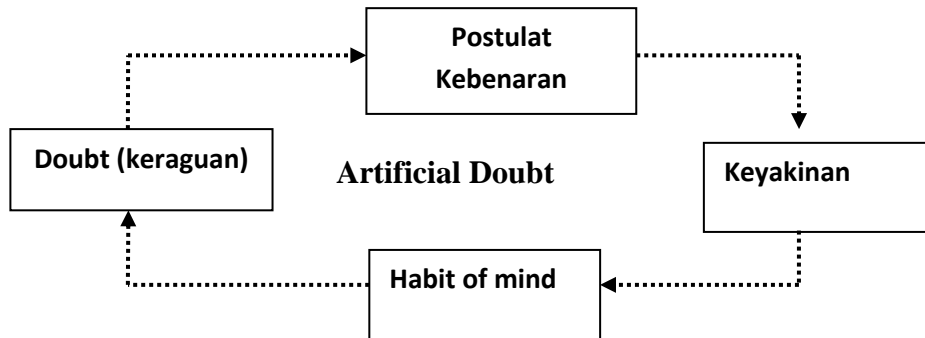 Postulat
Kebenaran
Doubt (keraguan)
Artificial Doubt
Keyakinan
Habit of mind